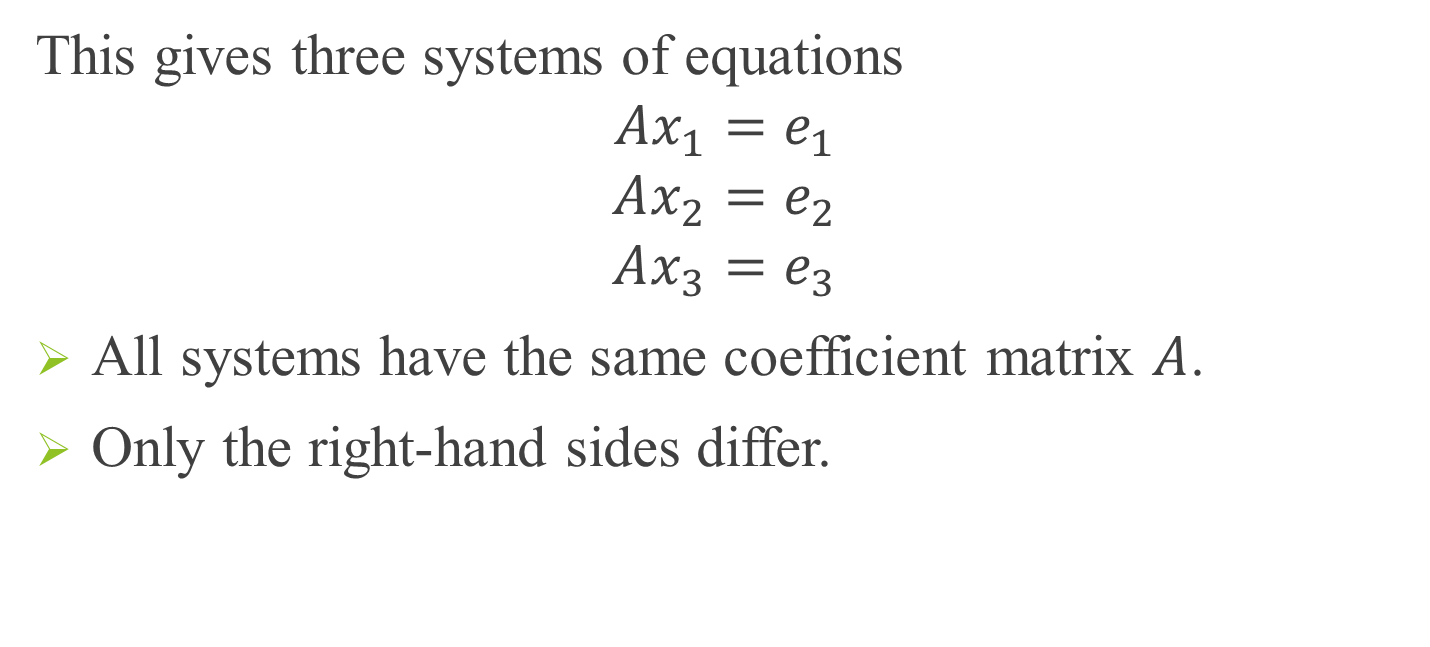 This gives three systems of equations
𝐴𝑥₁ = 𝑒₁
𝐴𝑥₂ = 𝑒₂
𝐴𝑥₃ = 𝑒₃
➢ All systems have the same coefficient matrix 𝐴.
➢ Only the right-hand sides differ.